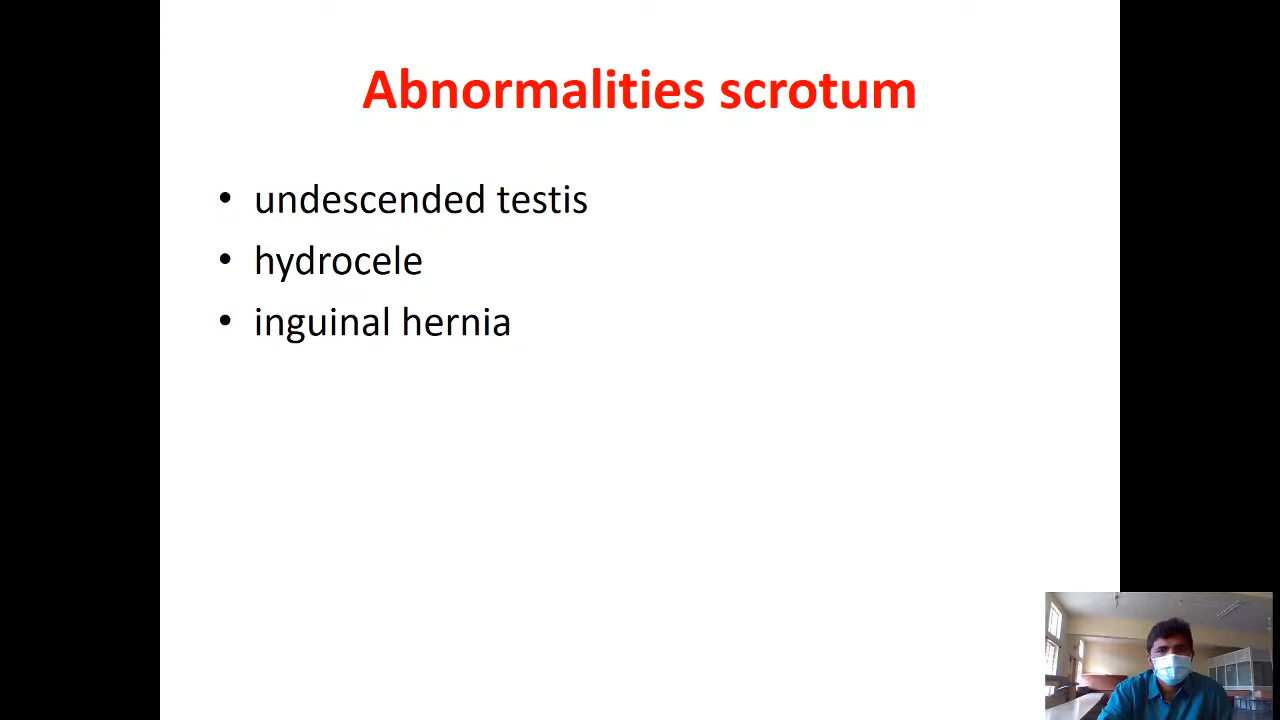 Abnormalities scrotum
• undescended testis
• hydrocele
• inguinal hernia